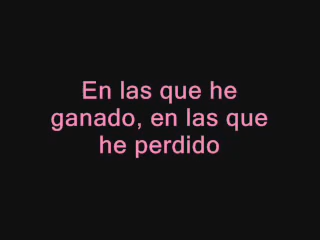 En las que he
ganado, en las que
he perdido